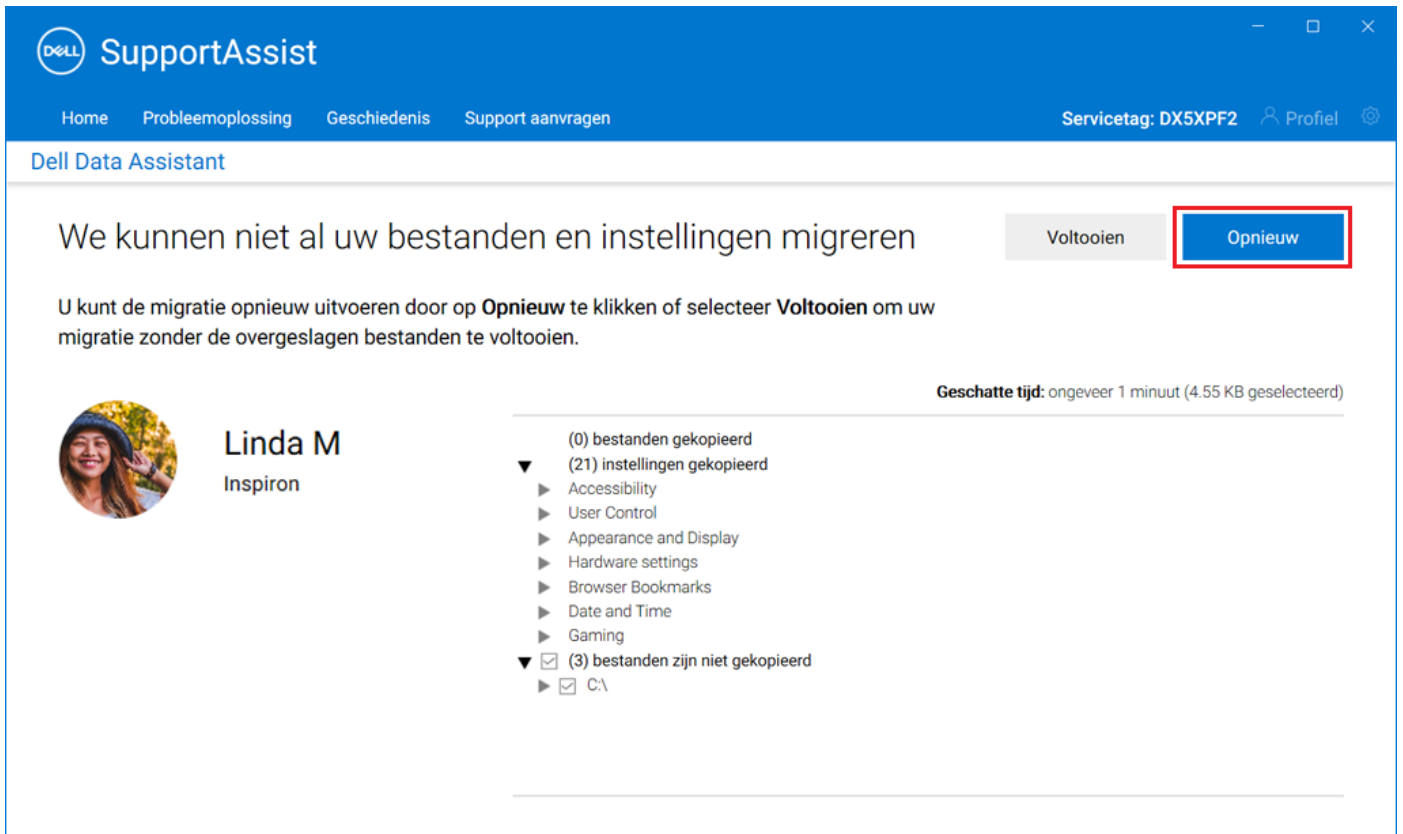 DELL SupportAssist
Home Probleemoplossing Geschiedenis Support aanvragen Servicetag: DX5XPF2 Profiel
Dell Data Assistant
We kunnen niet al uw bestanden en instellingen migreren Voltooien Opnieuw
U kunt de migratie opnieuw uitvoeren door op Opnieuw te klikken of selecteer Voltooien om uw
migratie zonder de overgeslagen bestanden te voltooien.
Geschatte tijd: ongeveer 1 minuut (4.55 KB geselecteerd)
Linda M
Inspiron
(0) bestanden gekopieerd
(21) instellingen gekopieerd
Accessibility
User Control
Appearance and Display
Hardware settings
Browser Bookmarks
Date and Time
Gaming
(3) bestanden zijn niet gekopieerd
C:\